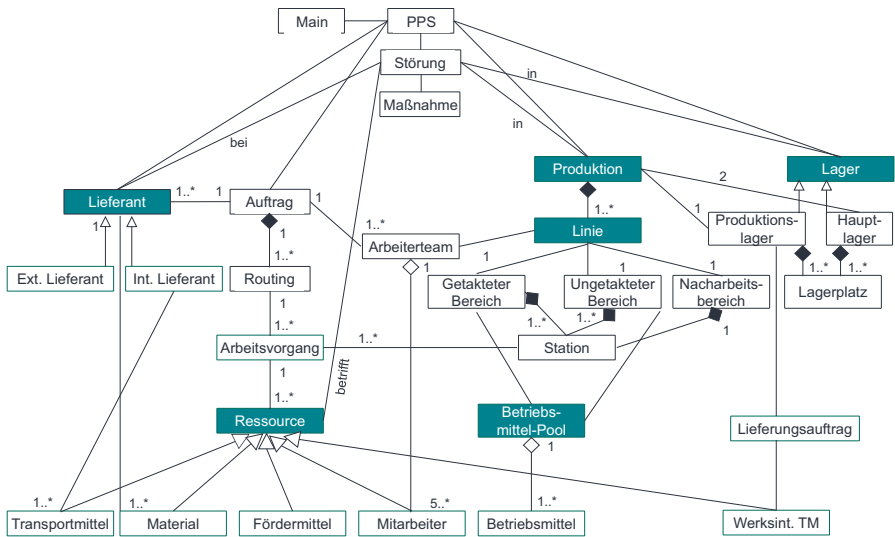 Main
PPS
Störung
Maßnahme
in
in
bei
Produktion
Lager
2
Lieferant
1..*
1
Auftrag
1
1
1
1..*
1..*
Produktions-
lager
Haupt-
lager
Linie
Arbeiterteam
1
1..*
1
1
1
1
1..*
1..*
Ext. Lieferant
Int. Lieferant
Routing
Getakteter
Bereich
Ungetakteter
Bereich
Nacharbeits-
bereich
Lagerplatz
1
1..*
1..*
1..*
1
Arbeitsvorgang
1..*
Station
1
1..*
betrifft
Ressource
Betriebs-
mittel-Pool
1
Lieferungsauftrag
1..*
1..*
5..*
1..*
Transportmittel
Material
Fördermittel
Mitarbeiter
Betriebsmittel
Werksint. TM